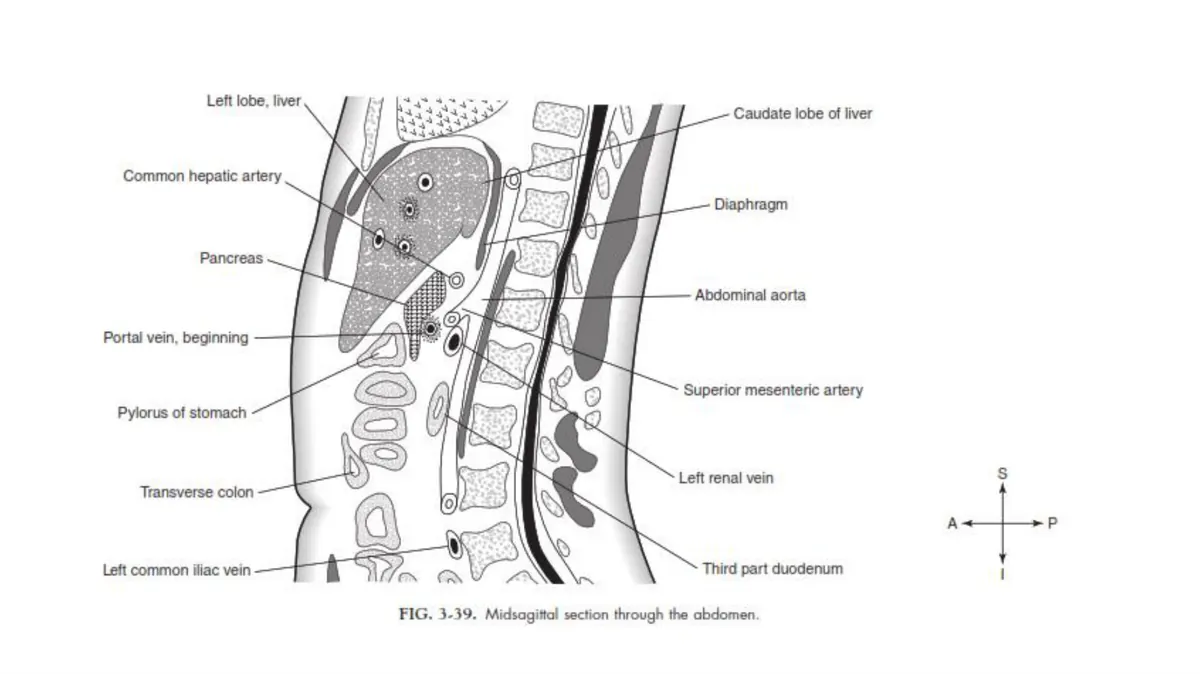 Left lobe, liver
Caudate lobe of liver
Common hepatic artery
Diaphragm
Pancreas
Abdominal aorta
Portal vein, beginning
Superior mesenteric artery
Pylorus of stomach
Left renal vein
Transverse colon
Left common iliac vein
Third part duodenum
S
A
P
I
FIG. 3-39. Midsagittal section through the abdomen.